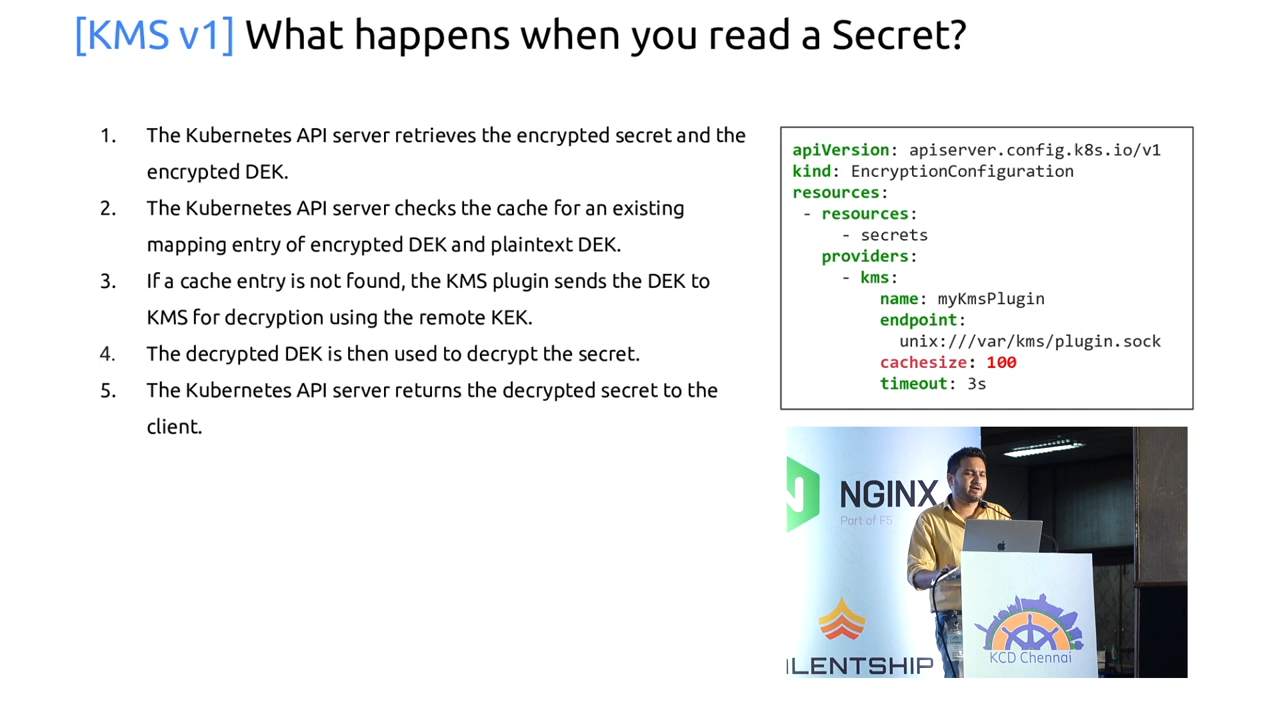 [KMS v1] What happens when you read a Secret?
1. The Kubernetes API server retrieves the encrypted secret and the
encrypted DEK.
2. The Kubernetes API server checks the cache for an existing
mapping entry of encrypted DEK and plaintext DEK.
3. If a cache entry is not found, the KMS plugin sends the DEK to
KMS for decryption using the remote KEK.
4. The decrypted DEK is then used to decrypt the secret.
5. The Kubernetes API server returns the decrypted secret to the
client.
apiVersion: apiserver.config.k8s.io/v1
kind: EncryptionConfiguration
resources:
- resources:
- secrets
providers:
- kms:
name: myKmsPlugin
endpoint:
unix:///var/kms/plugin.sock
cachesize: 100
timeout: 3s
NGINX
Part of F5
LENTSHIP
KCD Chennai